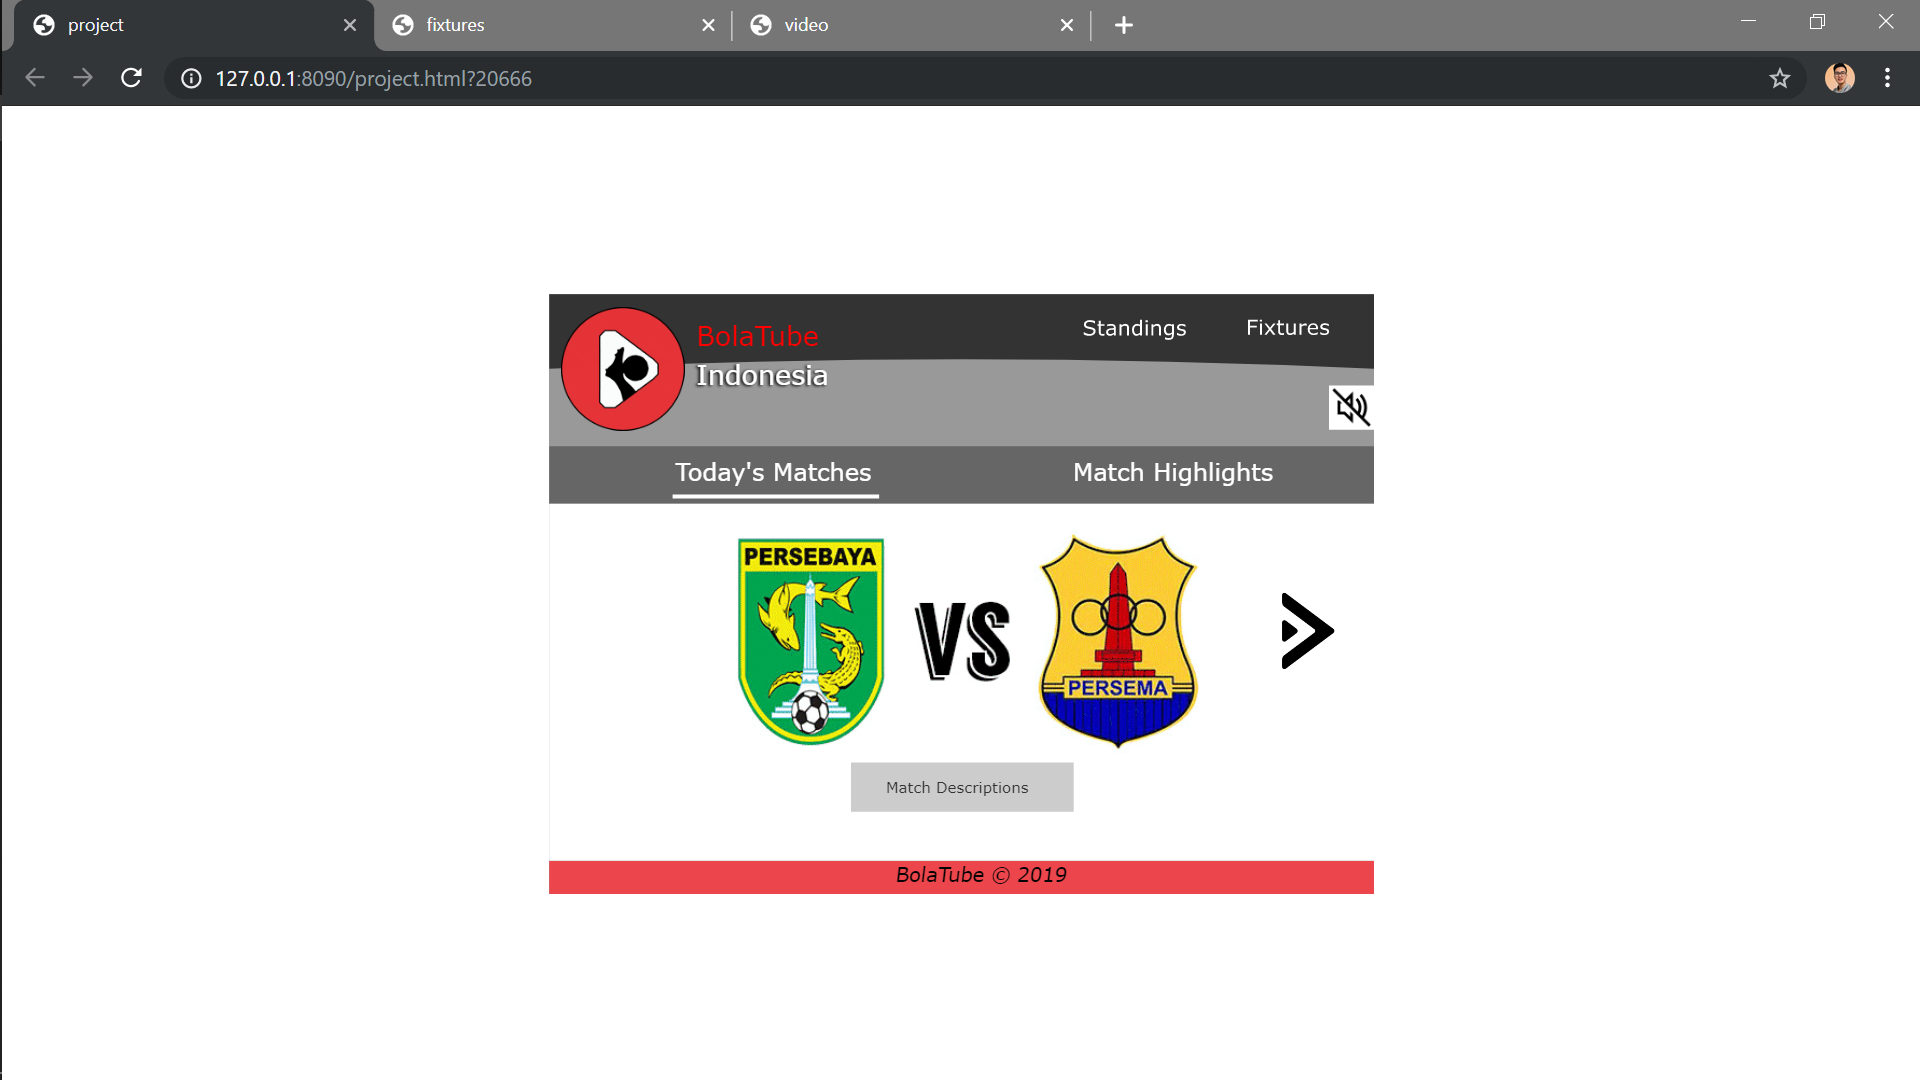 project
fixtures
video
127.0.0.1:8090/project.html?20666
BolaTube
Indonesia
Standings
Fixtures
Today's Matches
Match Highlights
PERSEBAYA
VS
PERSEMA
Match Descriptions
BolaTube © 2019